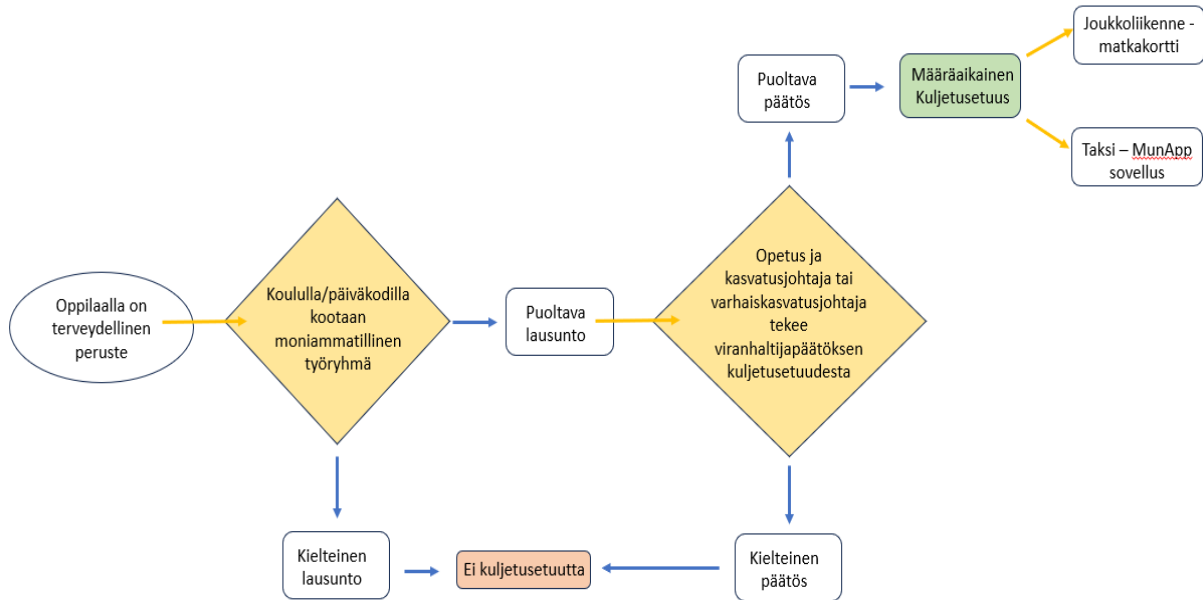 Oppilaalla on
terveydellinen
peruste
Koululla/päiväkodilla
kootaan
moniammatillinen
työryhmä
Puoltava
lausunto
Opetus ja
kasvatusjohtaja tai
varhaiskasvatusjohtaja
tekee
viranhaltijapäätöksen
kuljetusetuudesta
Puoltava
päätös
Määräaikainen
Kuljetusetuus
Joukkoliikenne -
matkakortti
Taksi – MunApp
sovellus
Kielteinen
lausunto
Ei kuljetusetuutta
Kielteinen
päätös